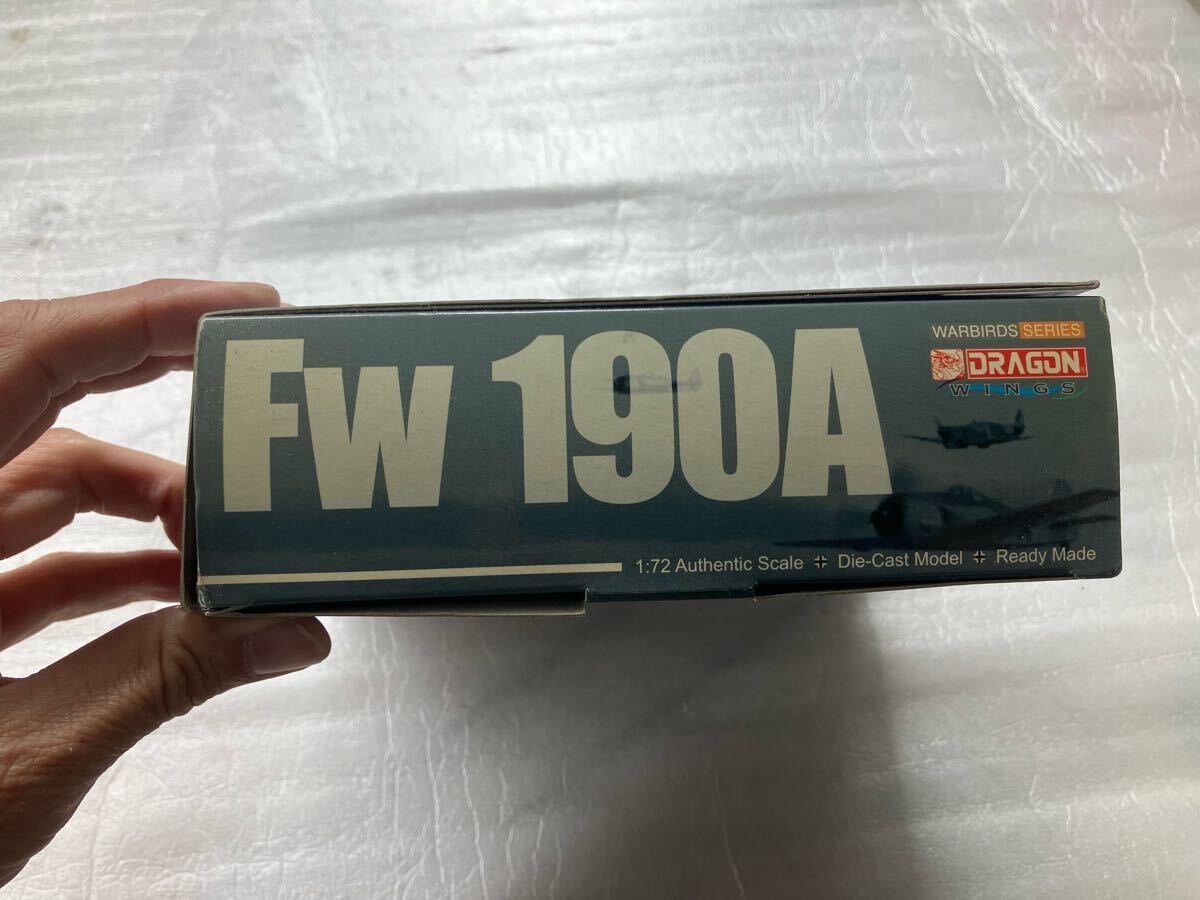 Fw 190A
WARBIRDS SERIES
DRAGON
WINGS
1:72 Authentic Scale ✠ Die-Cast Model ✠ Ready Made